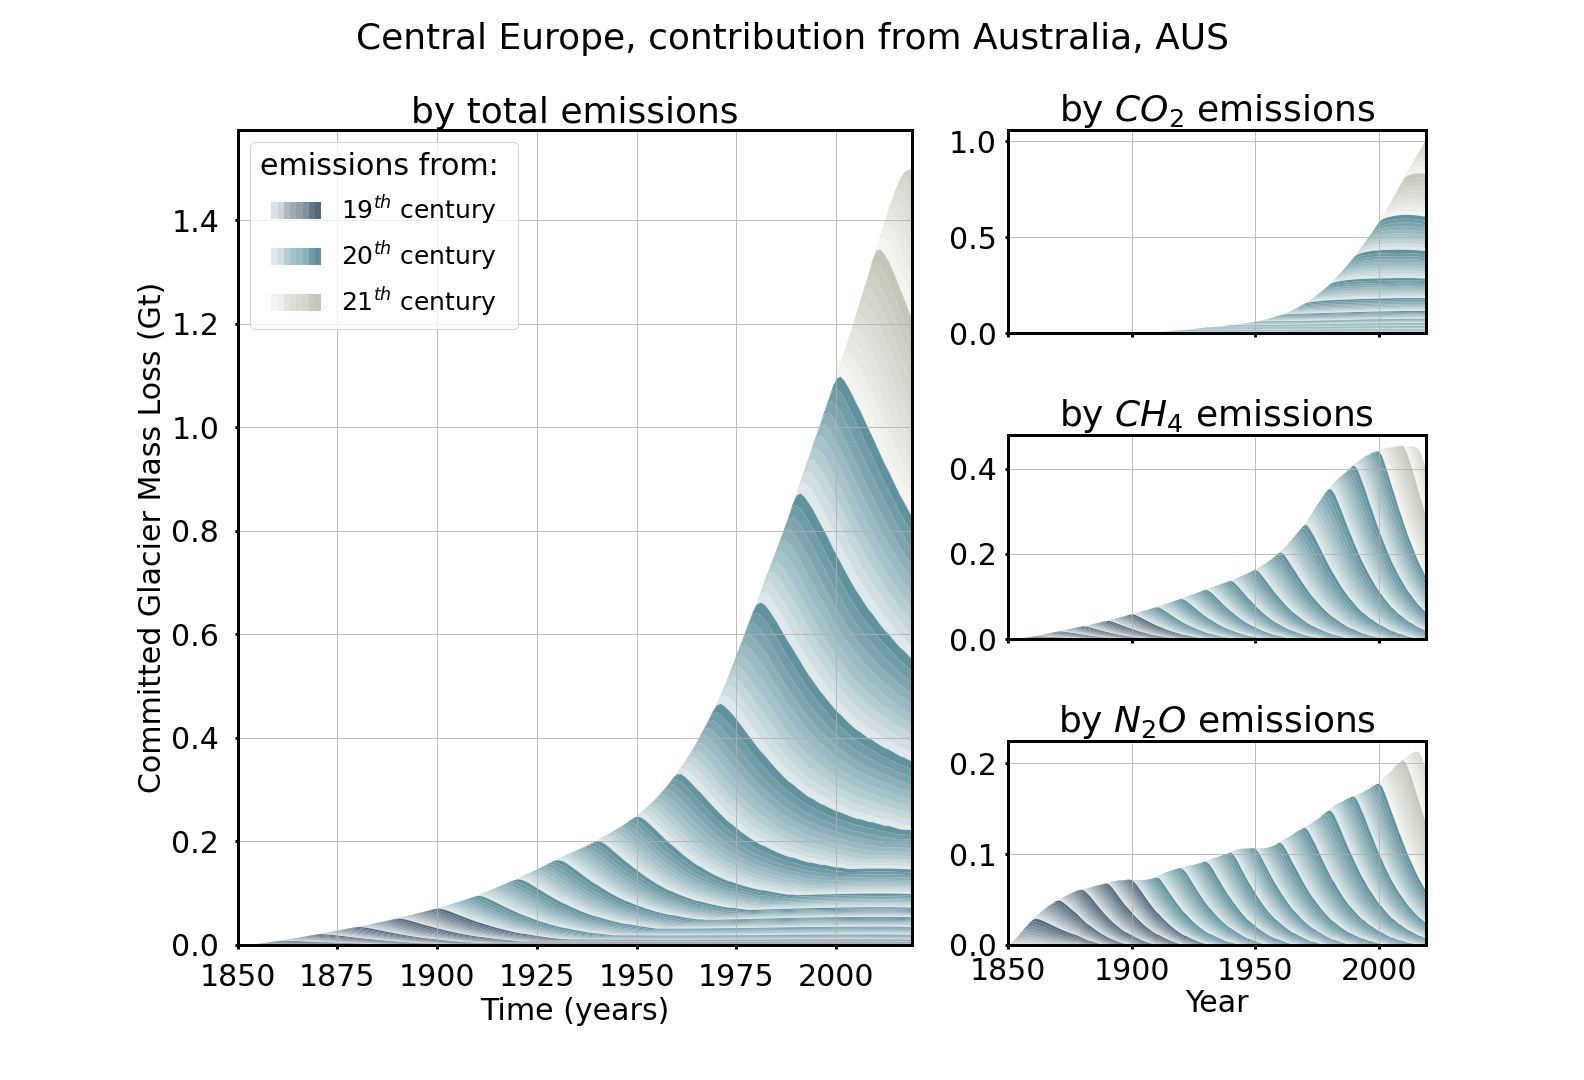 Central Europe, contribution from Australia, AUS
by total emissions
emissions from:
19th century
20th century
21th century
Committed Glacier Mass Loss (Gt)
1.4
1.2
1.0
0.8
0.6
0.4
0.2
0.0
1850 1875 1900 1925 1950 1975 2000
Time (years)
by CO2 emissions
1.0
0.5
0.0
by CH4 emissions
0.4
0.2
0.0
by N2O emissions
0.2
0.1
0.0
1850 1900 1950 2000
Year